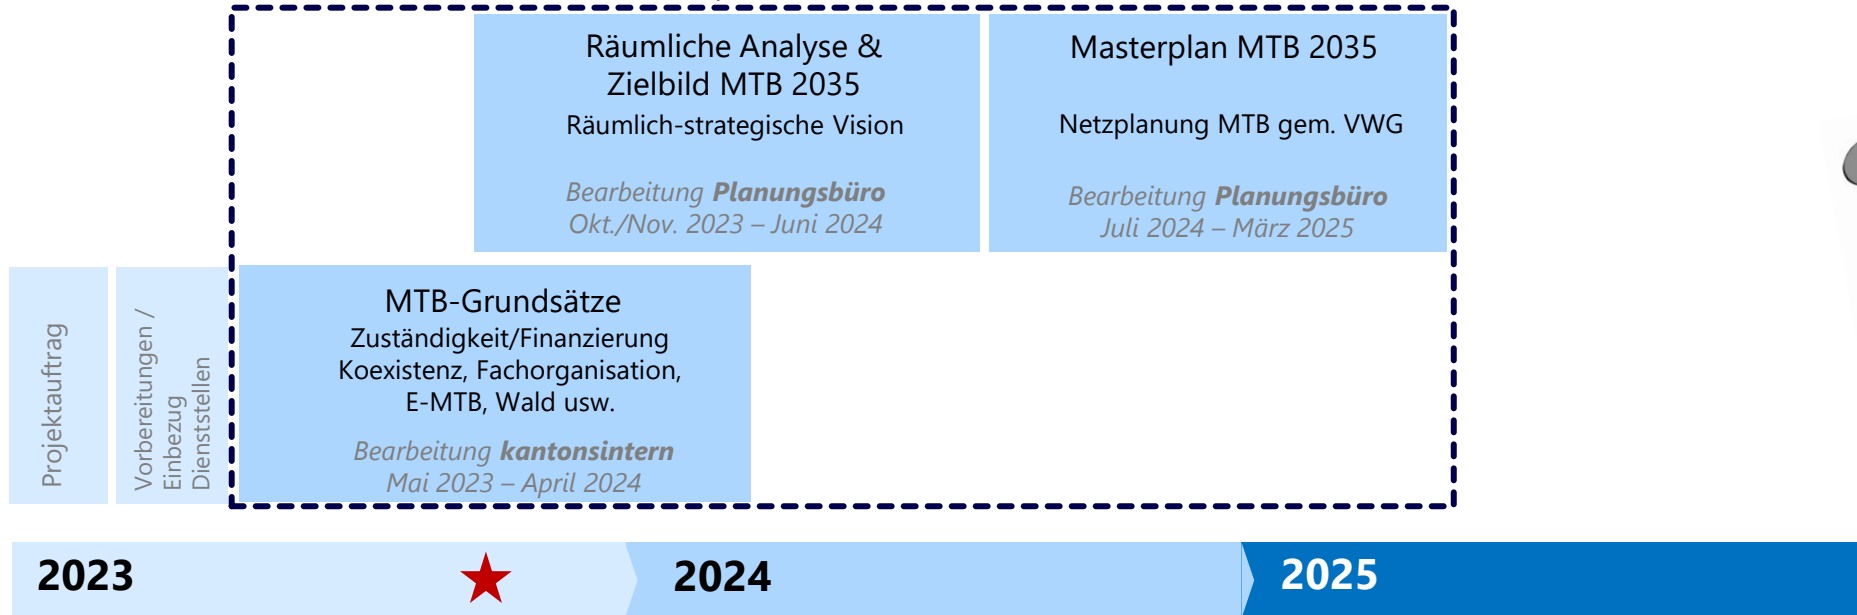 Räumliche Analyse &
Zielbild MTB 2035
Räumlich-strategische Vision
Bearbeitung Planungsbüro
Okt./Nov. 2023 – Juni 2024
Masterplan MTB 2035
Netzplanung MTB gem. VWG
Bearbeitung Planungsbüro
Juli 2024 – März 2025
Projektauftrag
Vorbereitungen /
Einbezug
Dienststellen
MTB-Grundsätze
Zuständigkeit/Finanzierung
Koexistenz, Fachorganisation,
E-MTB, Wald usw.
Bearbeitung kantonsintern
Mai 2023 – April 2024
2023
2024
2025